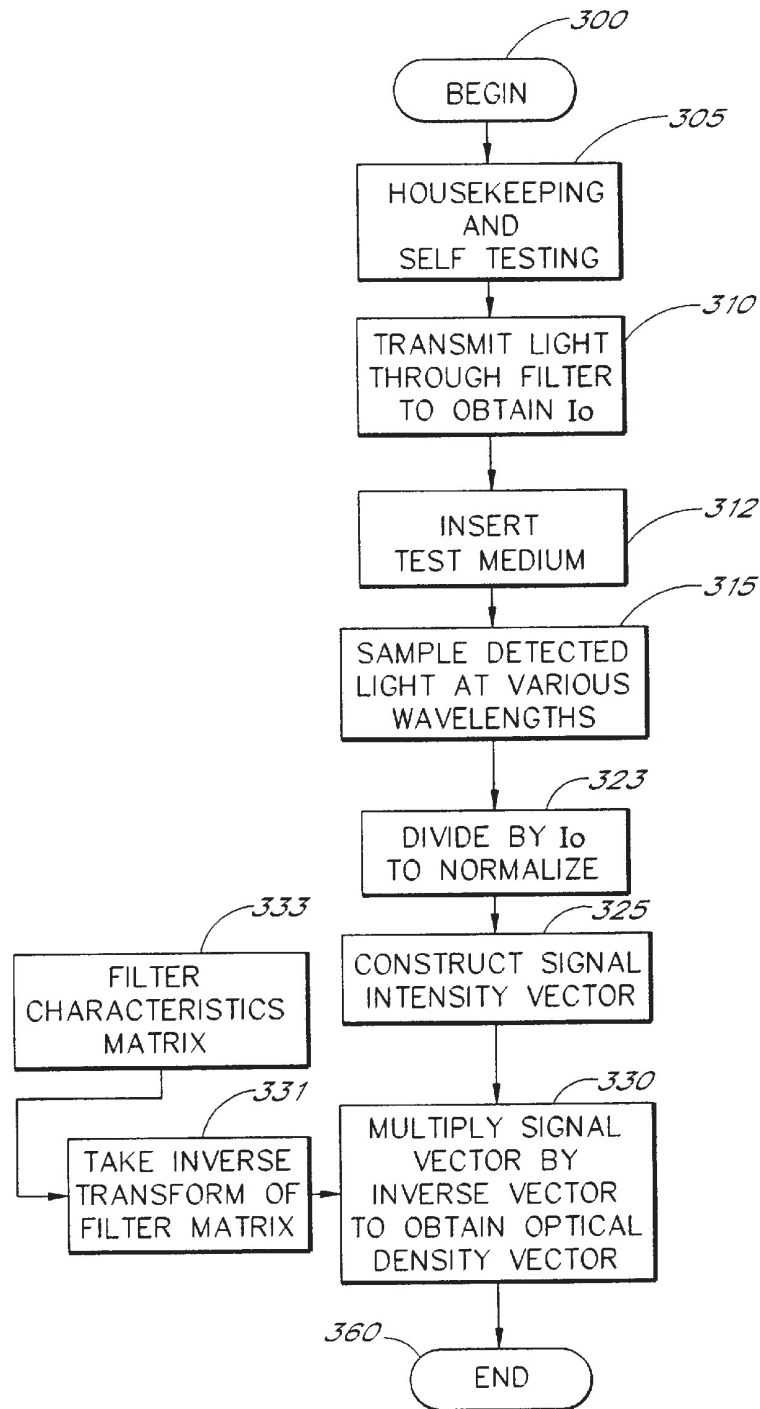 300
BEGIN
305
HOUSEKEEPING
AND
SELF TESTING
310
TRANSMIT LIGHT
THROUGH FILTER
TO OBTAIN Io
312
INSERT
TEST MEDIUM
315
SAMPLE DETECTED
LIGHT AT VARIOUS
WAVELENGTHS
323
DIVIDE BY Io
TO NORMALIZE
325
CONSTRUCT SIGNAL
INTENSITY VECTOR
333
FILTER
CHARACTERISTICS
MATRIX
331
TAKE INVERSE
TRANSFORM OF
FILTER MATRIX
330
MULTIPLY SIGNAL
VECTOR BY
INVERSE VECTOR
TO OBTAIN OPTICAL
DENSITY VECTOR
360
END